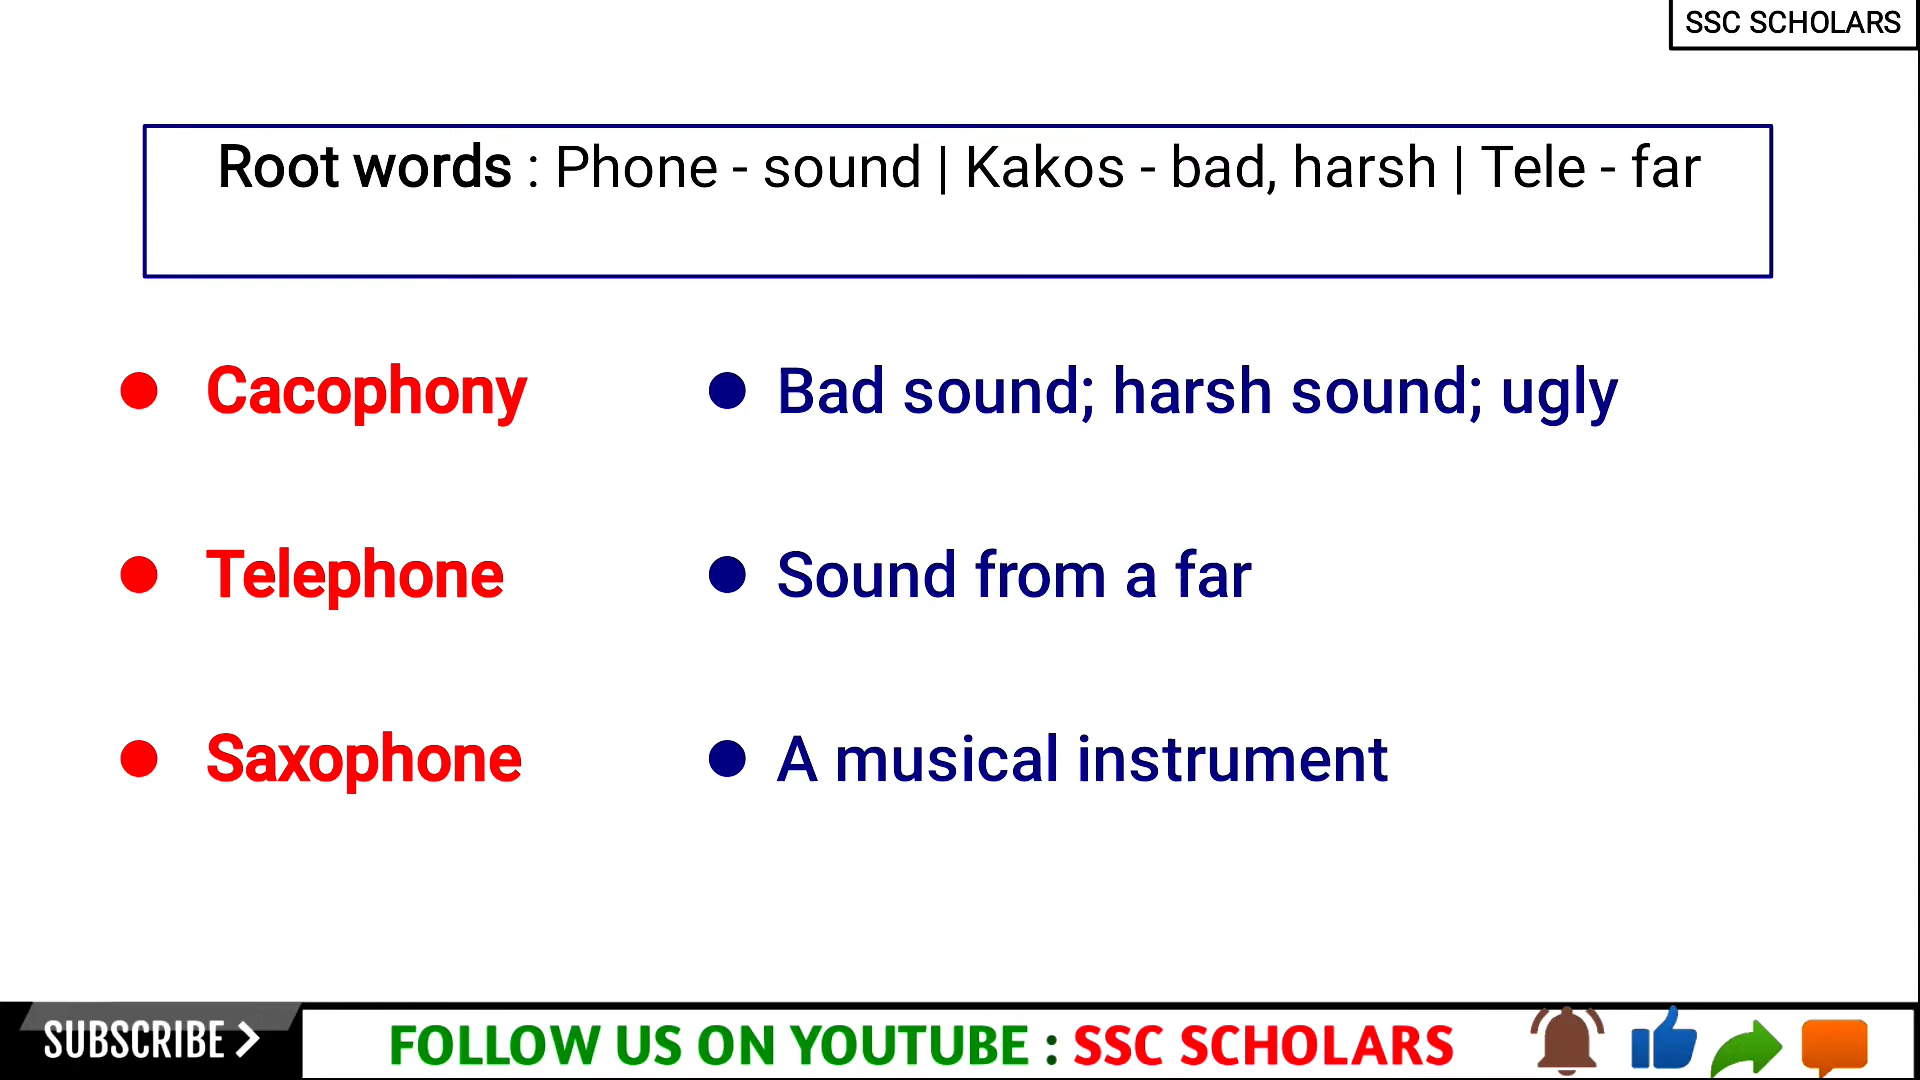 SSC SCHOLARS
Root words : Phone - sound | Kakos - bad, harsh | Tele - far
Cacophony
Bad sound; harsh sound; ugly
Telephone
Sound from a far
Saxophone
A musical instrument
SUBSCRIBE
FOLLOW US ON YOUTUBE : SSC SCHOLARS